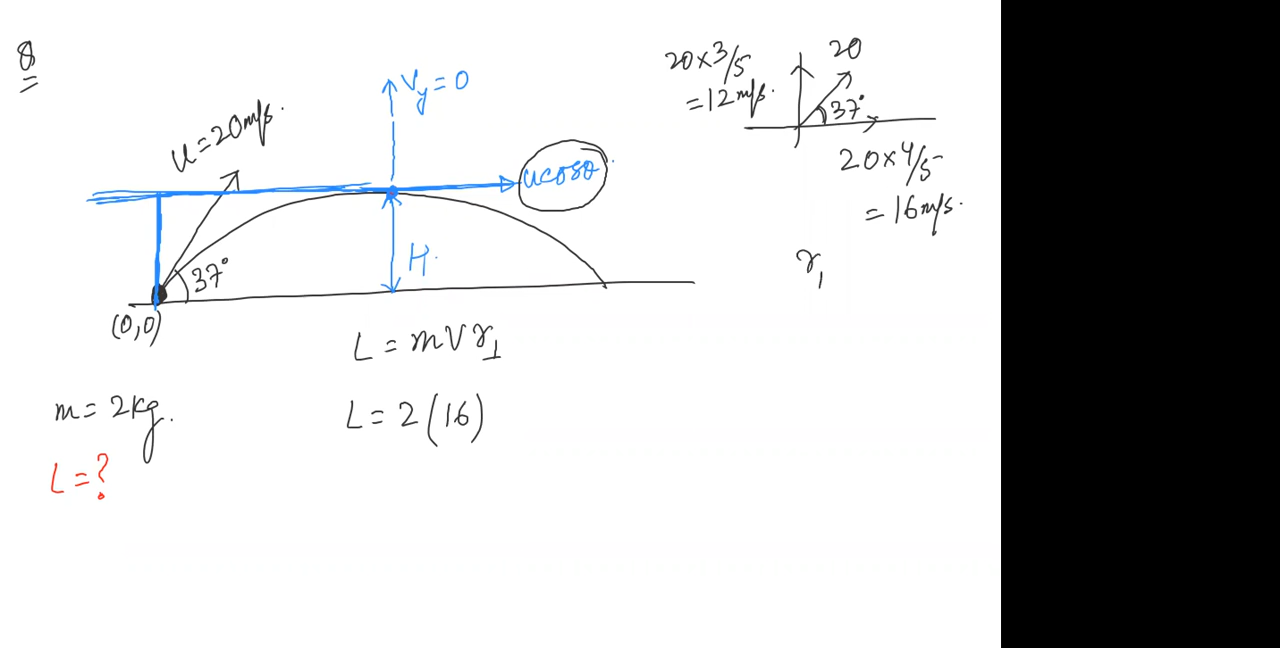 8
u=20m/s.
Vy=0
ucosθ.
H.
37°
(0,0)
20×3/5
=12m/s.
20
37°
20×4/5
=16m/s.
r1
L=mVr⊥
m=2kg.
L=2(16)
L=?